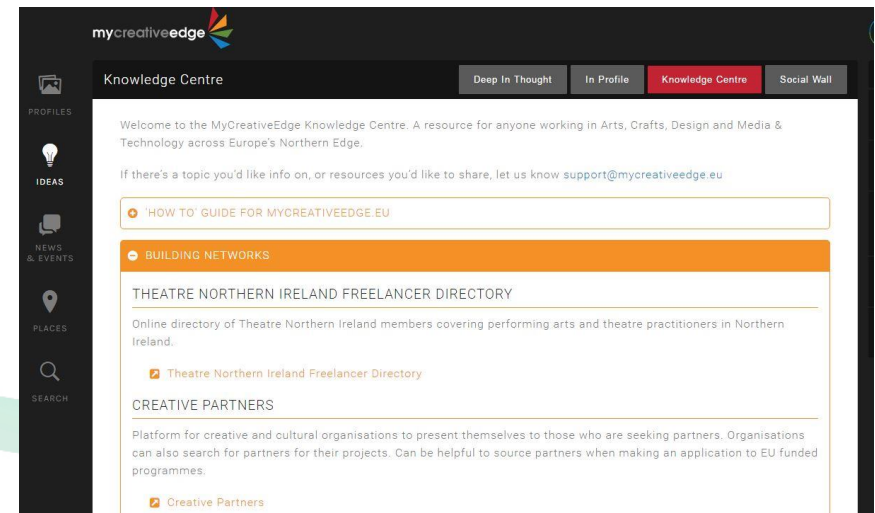 mycreativeedge
Knowledge Centre
Deep In Thought
In Profile
Knowledge Centre
Social Wall
PROFILES
IDEAS
NEWS
& EVENTS
PLACES
SEARCH
Welcome to the MyCreativeEdge Knowledge Centre. A resource for anyone working in Arts, Crafts, Design and Media &
Technology across Europe's Northern Edge.
If there's a topic you'd like info on, or resources you'd like to share, let us know support@mycreativeedge.eu
'HOW TO' GUIDE FOR MYCREATIVEEDGE.EU
BUILDING NETWORKS
THEATRE NORTHERN IRELAND FREELANCER DIRECTORY
Online directory of Theatre Northern Ireland members covering performing arts and theatre practitioners in Northern
Ireland.
Theatre Northern Ireland Freelancer Directory
CREATIVE PARTNERS
Platform for creative and cultural organisations to present themselves to those who are seeking partners. Organisations
can also search for partners for their projects. Can be helpful to source partners when making an application to EU funded
programmes.
Creative Partners